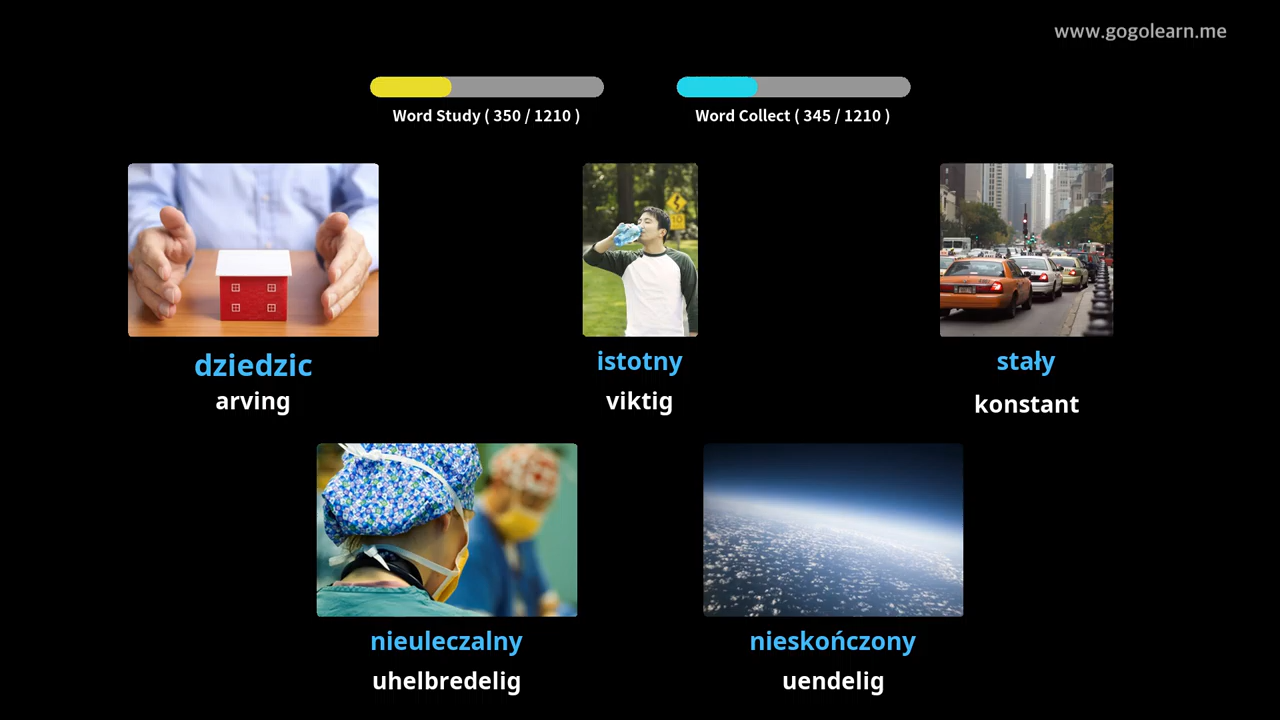 www.gogolearn.me
Word Study ( 350 / 1210 )
Word Collect ( 345 / 1210 )
dziedzic
arving
istotny
viktig
stały
konstant
nieuleczalny
uhelbredelig
nieskończony
uendelig